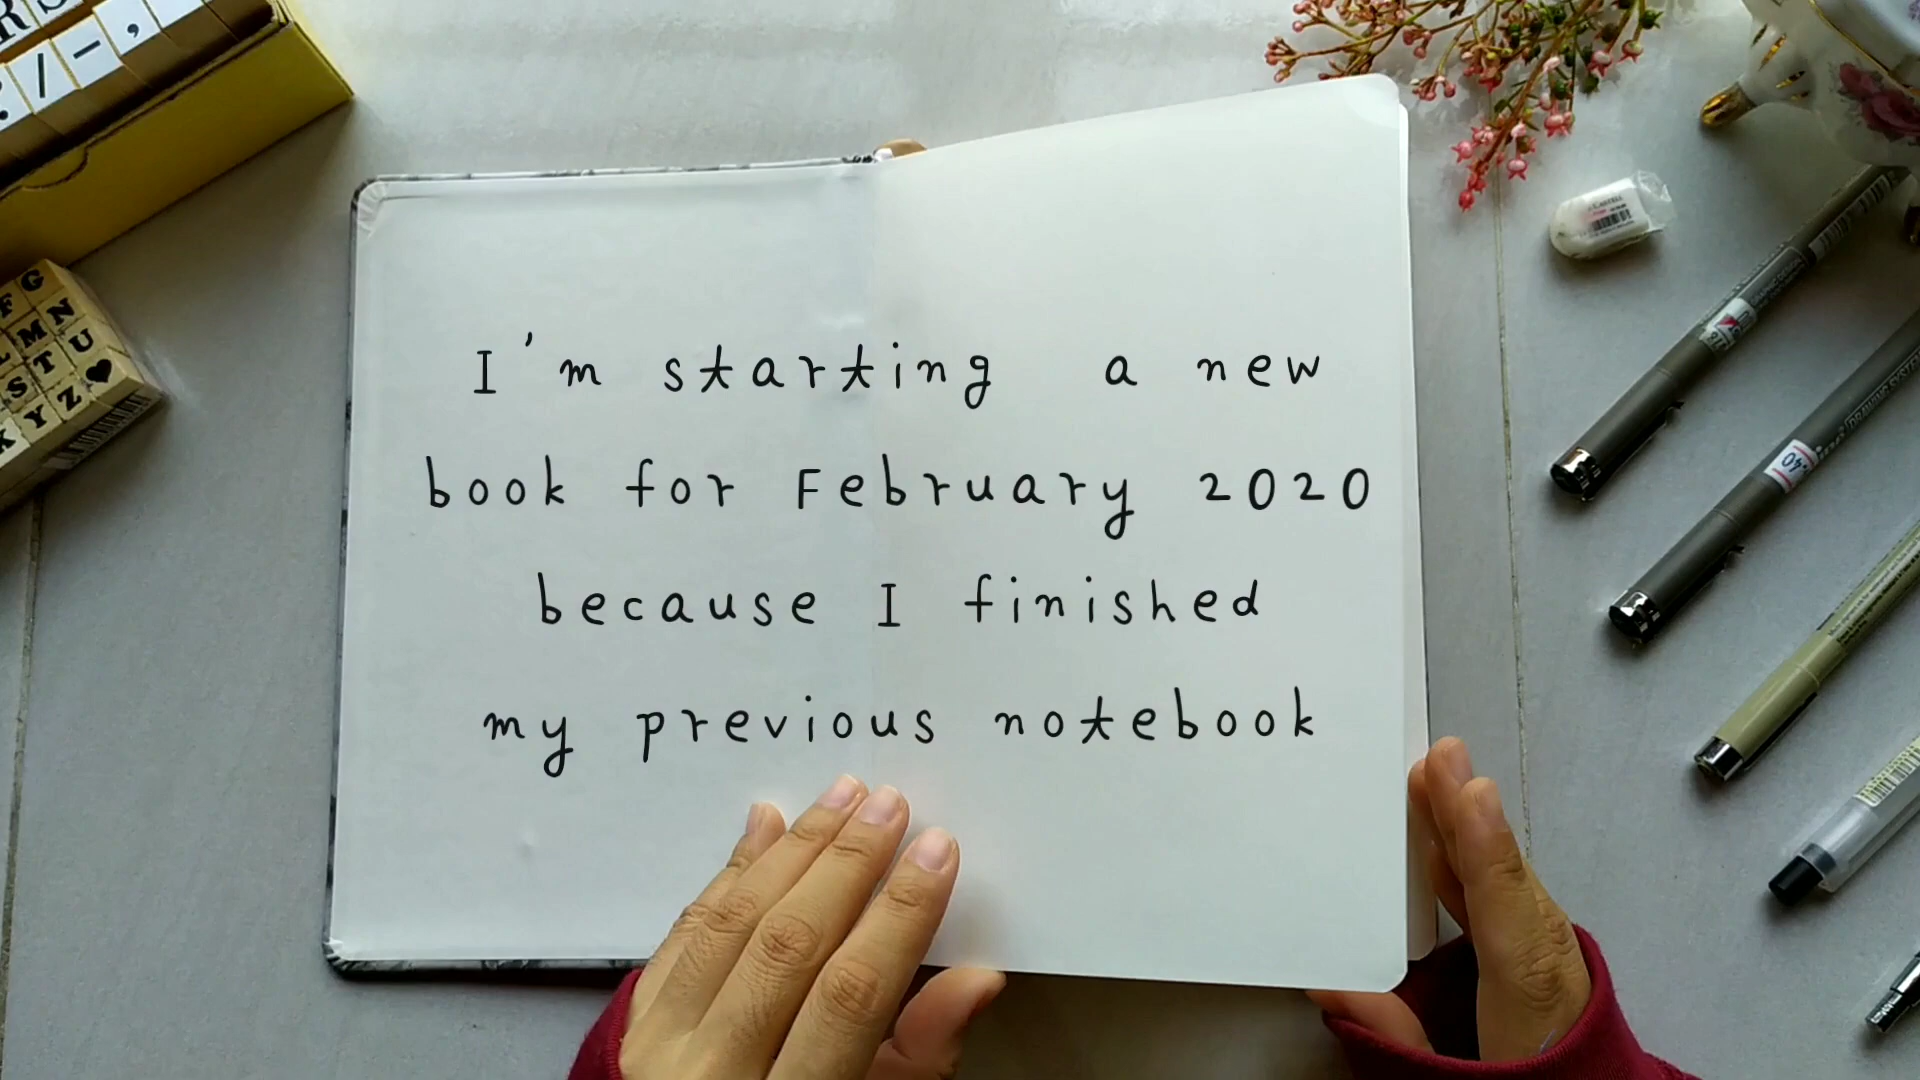 I'm starting a new
book for February 2020
because I finished
my previous notebook
: / - ,
F G
L M N
S T U
X Y Z ♥